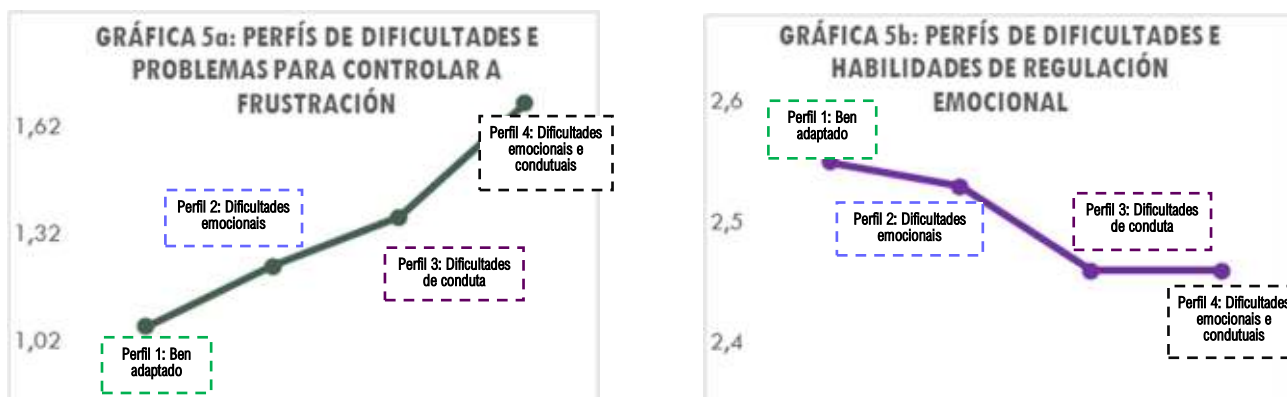 GRÁFICA 5a: PERFÍS DE DIFICULTADES E
PROBLEMAS PARA CONTROLAR A
FRUSTRACIÓN
1,62
Perfil 4: Dificultades
emocionais e
condutuais
Perfil 2: Dificultades
emocionais
1,32
Perfil 3: Dificultades
de conduta
1,02
Perfil 1: Ben
adaptado
GRÁFICA 5b: PERFÍS DE DIFICULTADES E
HABILIDADES DE REGULACIÓN
EMOCIONAL
2,6
Perfil 1: Ben
adaptado
2,5
Perfil 2: Dificultades
emocionais
Perfil 3: Dificultades
de conduta
Perfil 4: Dificultades
emocionais e
condutuais
2,4